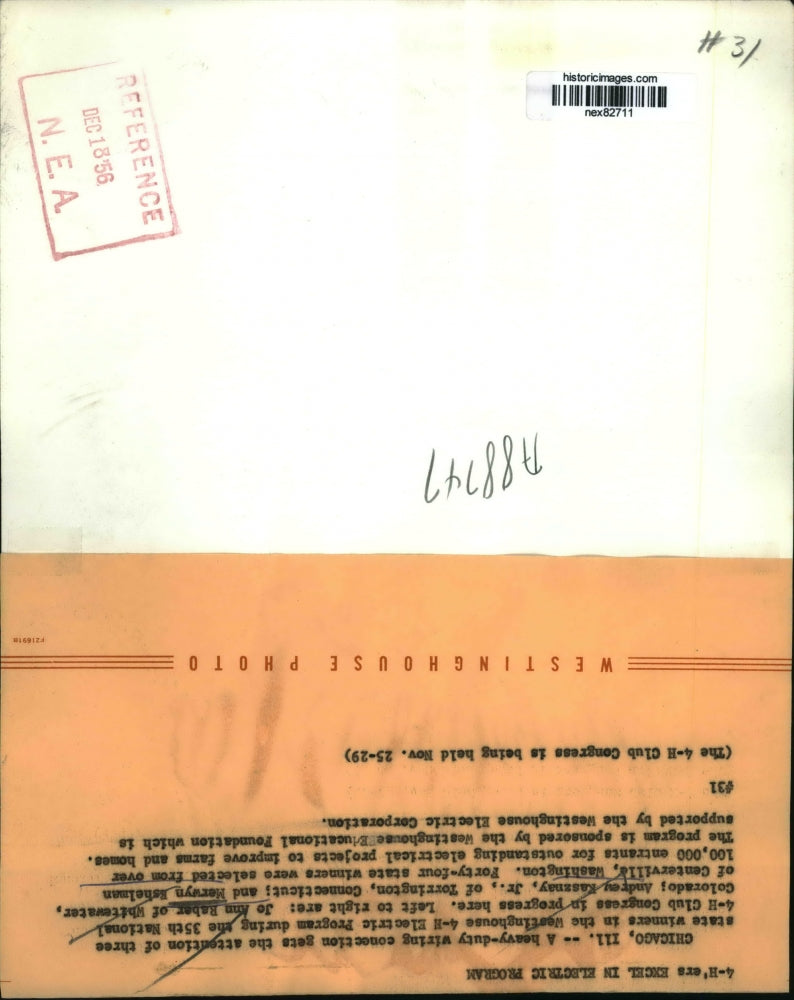 # 31
historicimages.com
nex82711
REFERENCE
DEC 18 '56
N. E. A.
A88747
4-H'ers EXCEL IN ELECTRIC PROGRAM
CHICAGO, Ill. -- A heavy-duty wiring conection gets the attention of three
state winners in the Westinghouse 4-H Electric Program during the 35th National
4-H Club Congress in progress here. Left to right are: Jo Ann Raber of Whitewater,
Colorado; Andrew Kasznay, Jr., of Torrington, Connecticut; and Mervyn Eshelman
of Centerville, Washington. Forty-four state winners were selected from over
100,000 entrants for outstanding electrical projects to improve farms and homes.
The program is sponsored by the Westinghouse Educational Foundation which is
supported by the Westinghouse Electric Corporation.
#31
(The 4-H Club Congress is being held Nov. 25-29)
WESTINGHOUSE PHOTO